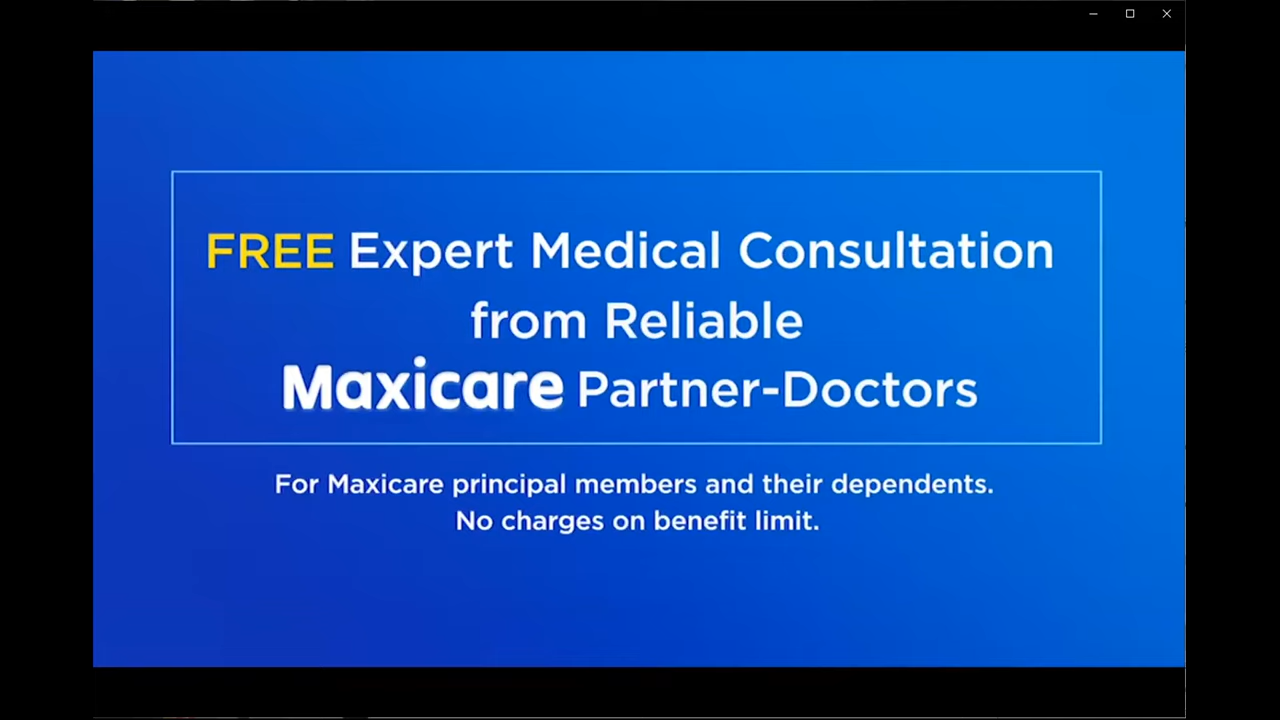 FREE Expert Medical Consultation
from Reliable
Maxicare Partner-Doctors
For Maxicare principal members and their dependents.
No charges on benefit limit.